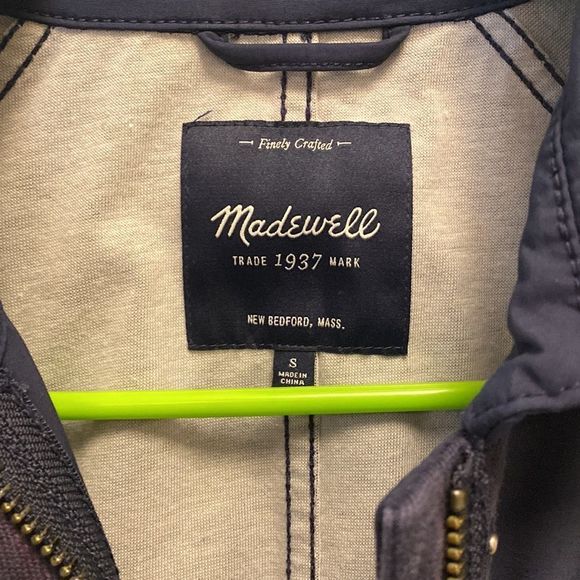 Finely Crafted
Madewell
TRADE 1937 MARK
NEW BEDFORD, MASS.
S
MADE IN
CHINA